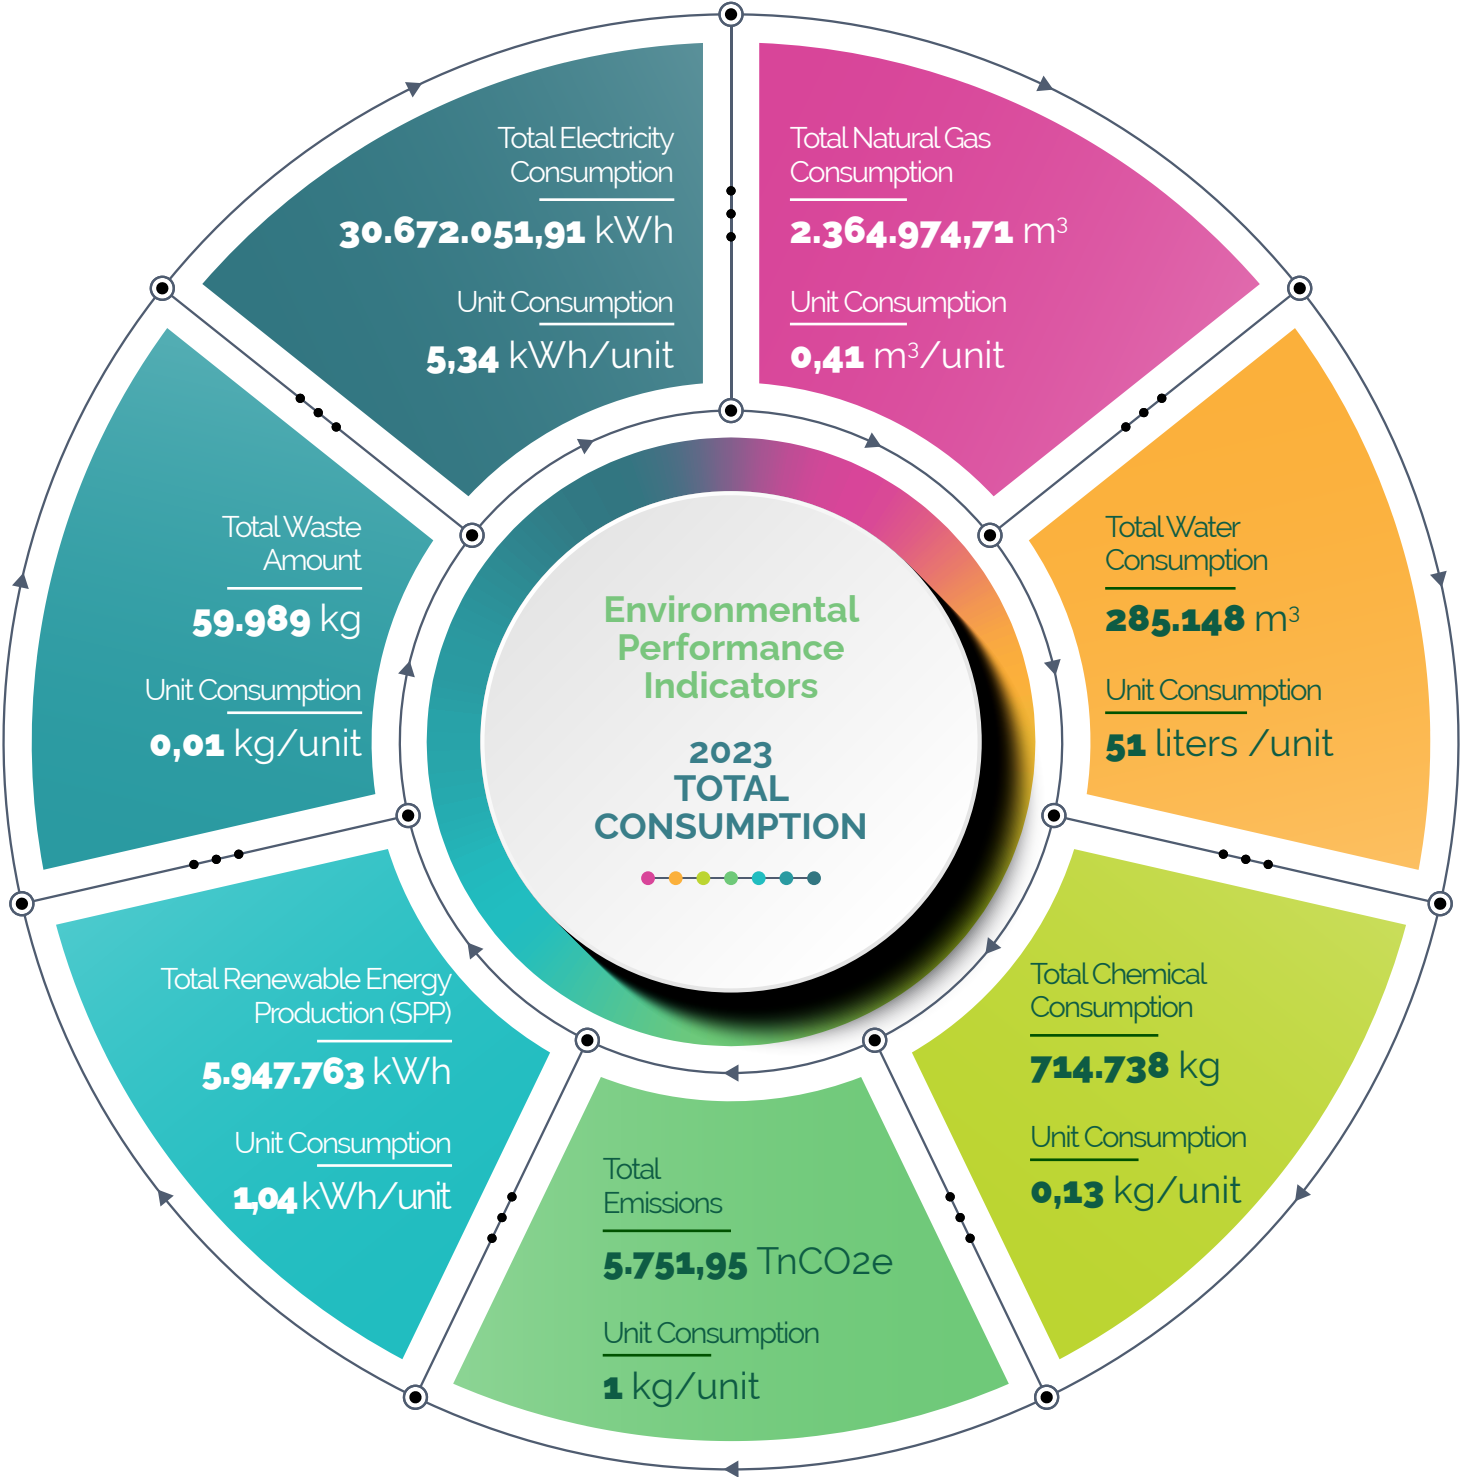 Environmental
Performance
Indicators
2023
TOTAL
CONSUMPTION
Total Natural Gas
Consumption
2.364.974,71 m³
Unit Consumption
0,41 m³/unit
Total Water
Consumption
285.148 m³
Unit Consumption
51 liters /unit
Total Chemical
Consumption
714.738 kg
Unit Consumption
0,13 kg/unit
Total
Emissions
5.751,95 TnCO2e
Unit Consumption
1 kg/unit
Total Renewable Energy
Production (SPP)
5.947.763 kWh
Unit Consumption
1,04 kWh/unit
Total Waste
Amount
59.989 kg
Unit Consumption
0,01 kg/unit
Total Electricity
Consumption
30.672.051,91 kWh
Unit Consumption
5,34 kWh/unit